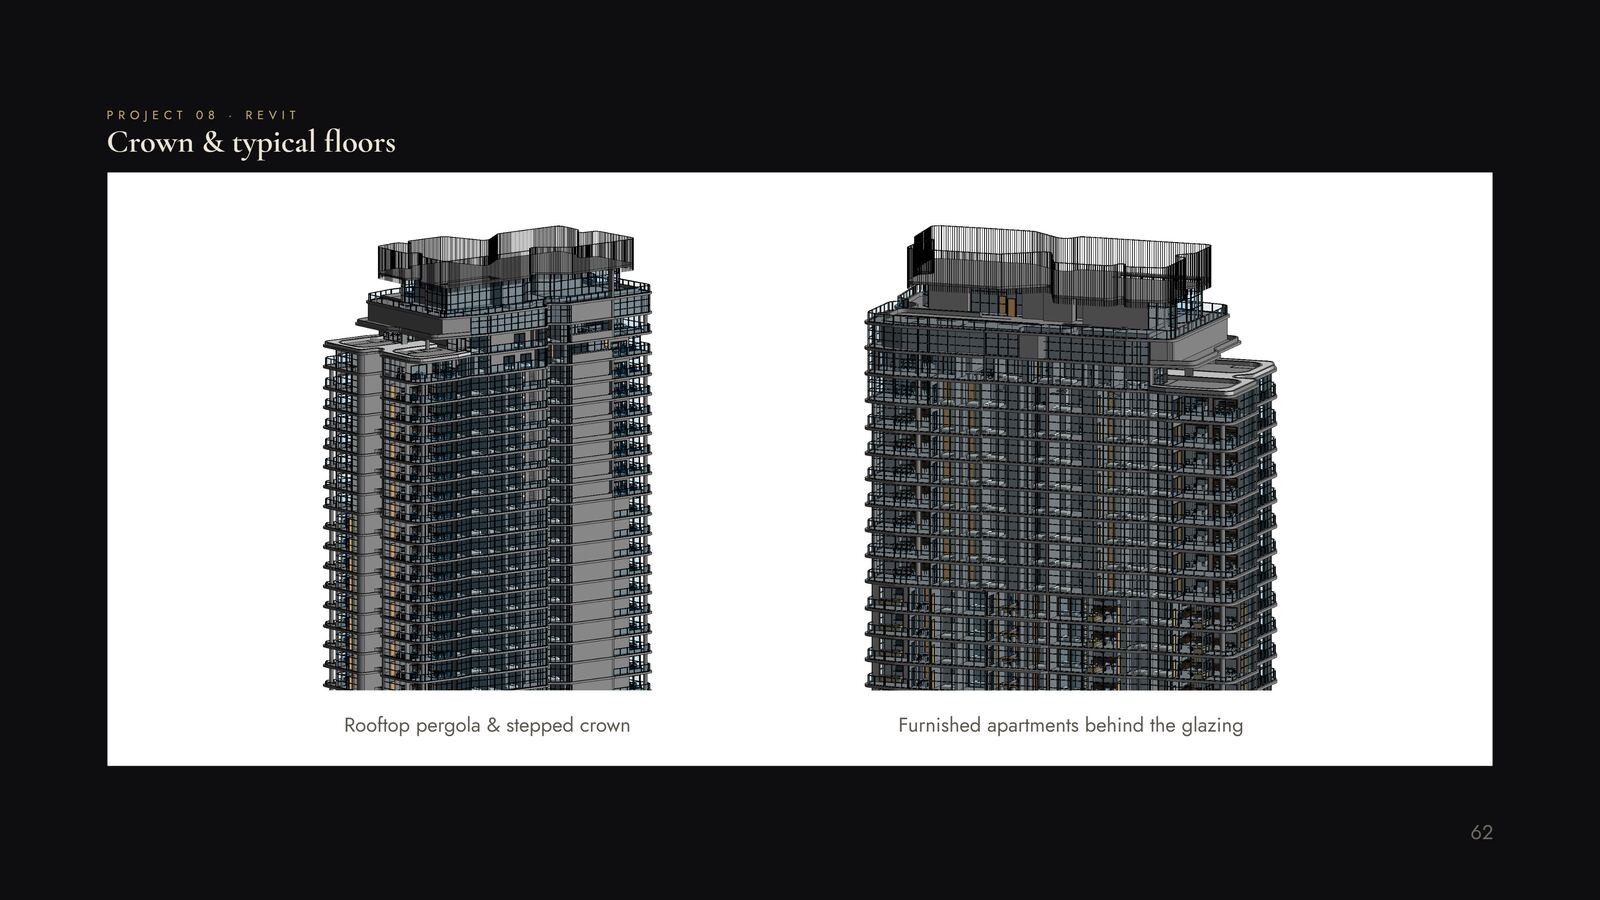 PROJECT 08 · REVIT
Crown & typical floors
Rooftop pergola & stepped crown
Furnished apartments behind the glazing
62